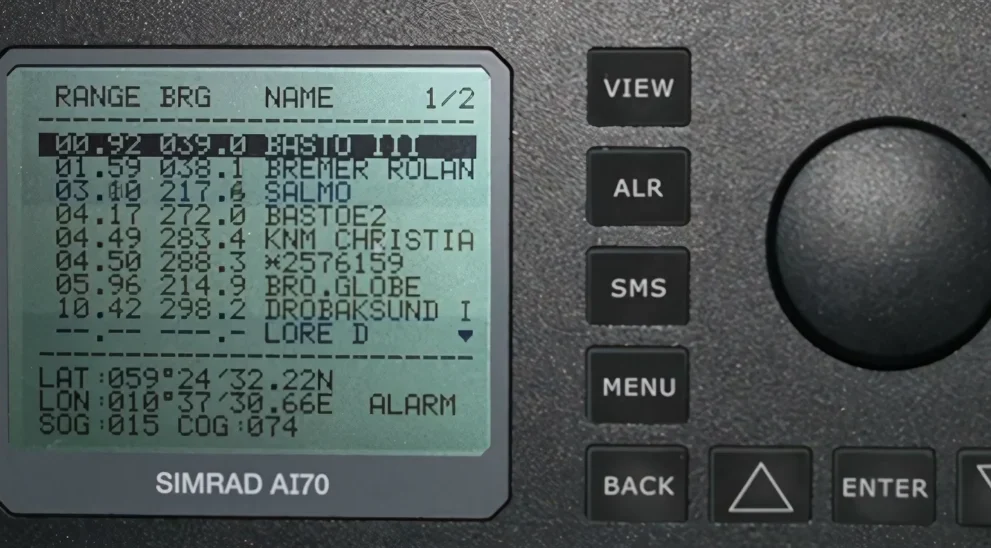 RANGE BRG NAME 1/2
00.92 039.0 BASTO III
01.59 038.1 BREMER ROLAN
03.10 217.6 SALMO
04.17 272.0 BASTOE2
04.49 283.4 KNM CHRISTIA
04.50 288.3 *2576159
05.96 214.9 BRO.GLOBE
10.42 298.2 DROBAKSUND I
--.-- ---.- LORE D
LAT:059°24'32.22N
LON:010°37'30.66E ALARM
SOG:015 COG:074
SIMRAD AI70
VIEW
ALR
SMS
MENU
BACK
ENTER